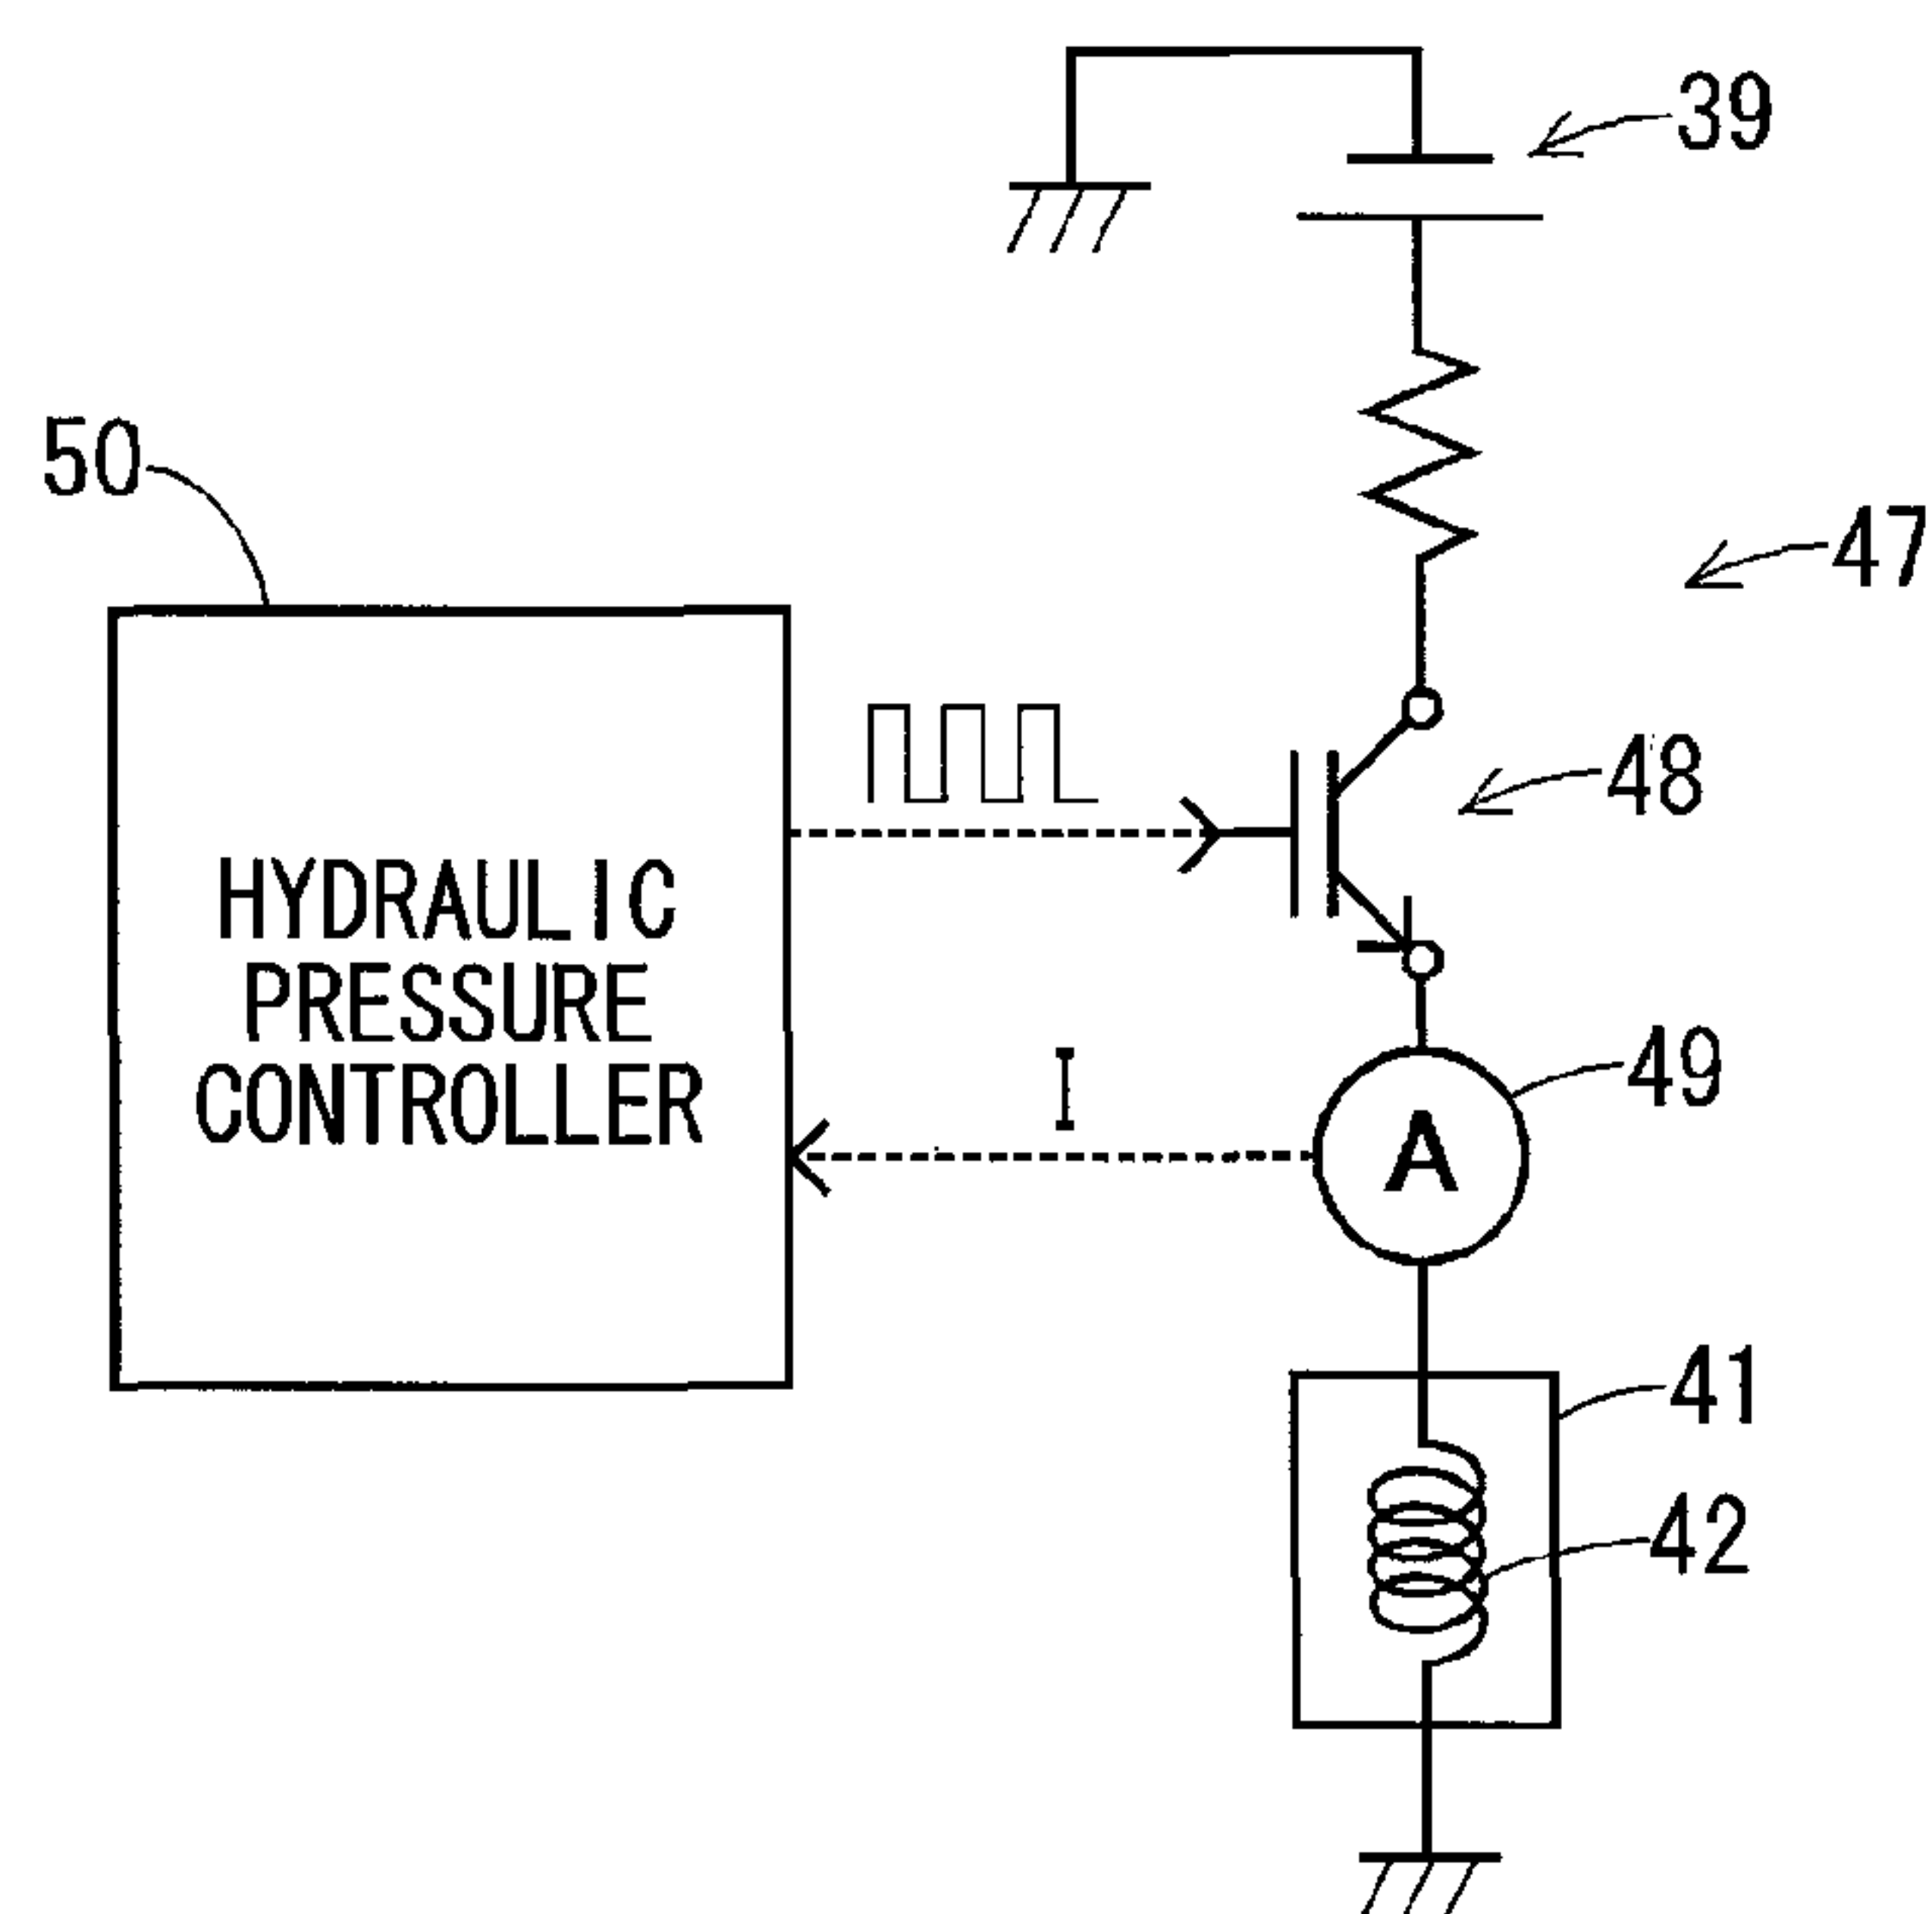 39
50
47
48
HYDRAULIC
PRESSURE
CONTROLLER
I
49
A
41
42